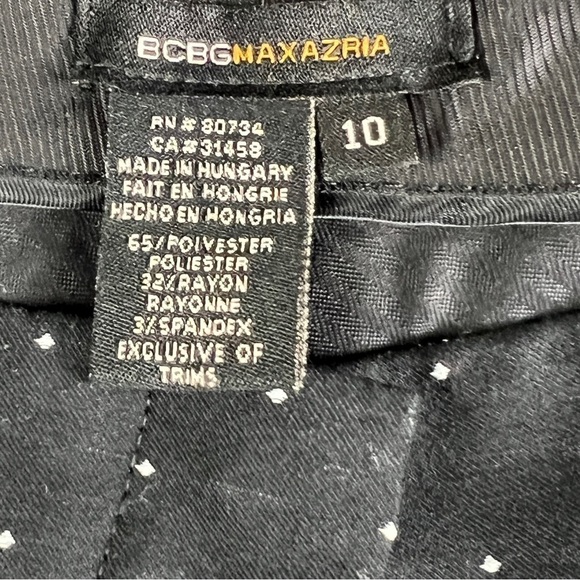 BCBGMAXAZRIA
10
RN # 80734
CA # 31458
MADE IN HUNGARY
FAIT EN HONGRIE
HECHO EN HONGRIA
65% POLYESTER
POLIESTER
32% RAYON
RAYONNE
3% SPANDEX
EXCLUSIVE OF
TRIMS